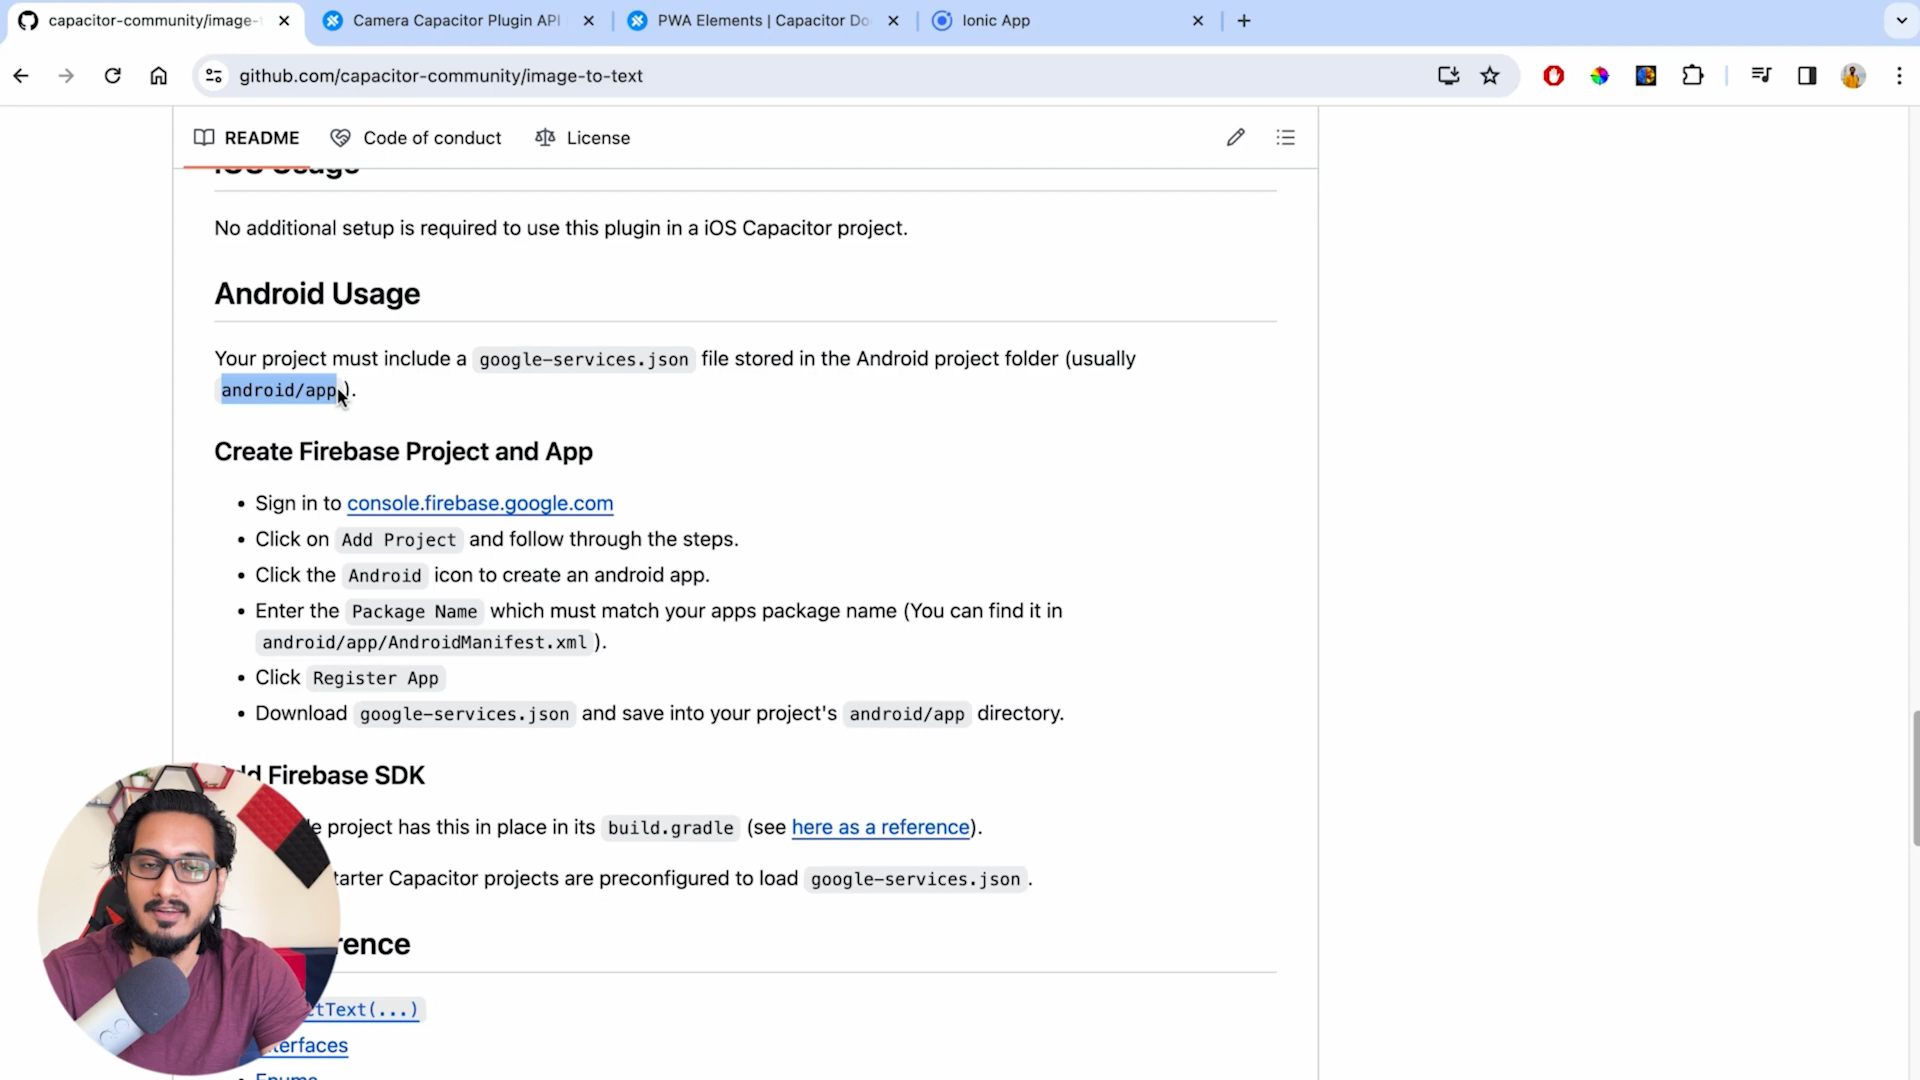 capacitor-community/image-t
Camera Capacitor Plugin API
PWA Elements | Capacitor Do
Ionic App
github.com/capacitor-community/image-to-text
README
Code of conduct
License
iOS Usage
No additional setup is required to use this plugin in a iOS Capacitor project.
Android Usage
Your project must include a google-services.json file stored in the Android project folder (usually
android/app).
Create Firebase Project and App
• Sign in to console.firebase.google.com
• Click on Add Project and follow through the steps.
• Click the Android icon to create an android app.
• Enter the Package Name which must match your apps package name (You can find it in
android/app/AndroidManifest.xml).
• Click Register App
• Download google-services.json and save into your project's android/app directory.
Firebase SDK
project has this in place in its build.gradle (see here as a reference).
tarter Capacitor projects are preconfigured to load google-services.json.
rence
ctText(...)
terfaces
Enums